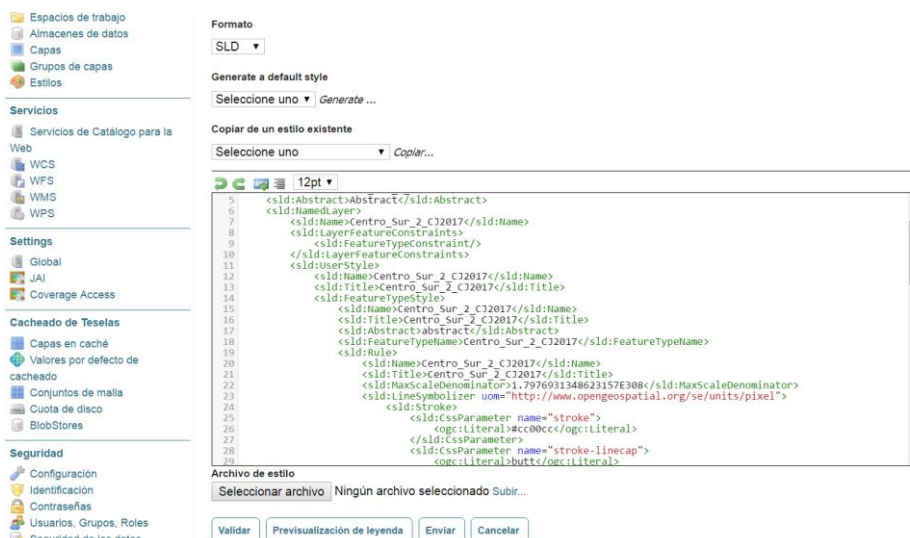 Espacios de trabajo
Almacenes de datos
Capas
Grupos de capas
Estilos
Servicios
Servicios de Catálogo para la
Web
WCS
WFS
WMS
WPS
Settings
Global
JAI
Coverage Access
Cacheado de Teselas
Capas en caché
Valores por defecto de
cacheado
Conjuntos de malla
Cuota de disco
BlobStores
Seguridad
Configuración
Identificación
Contraseñas
Usuarios, Grupos, Roles
Seguridad de los datos
Formato
SLD
Generate a default style
Seleccione uno Generate ...
Copiar de un estilo existente
Seleccione uno Copiar...
12pt
5 <sld:Abstract>Abstract</sld:Abstract>
6 <sld:NamedLayer>
7 <sld:Name>Centro_Sur_2_CJ2017</sld:Name>
8 <sld:LayerFeatureConstraints>
9 <sld:FeatureTypeConstraint/>
10 </sld:LayerFeatureConstraints>
11 <sld:UserStyle>
12 <sld:Name>Centro_Sur_2_CJ2017</sld:Name>
13 <sld:Title>Centro_Sur_2_CJ2017</sld:Title>
14 <sld:FeatureTypeStyle>
15 <sld:Name>Centro_Sur_2_CJ2017</sld:Name>
16 <sld:Title>Centro_Sur_2_CJ2017</sld:Title>
17 <sld:Abstract>abstract</sld:Abstract>
18 <sld:FeatureTypeName>Centro_Sur_2_CJ2017</sld:FeatureTypeName>
19 <sld:Rule>
20 <sld:Name>Centro_Sur_2_CJ2017</sld:Name>
21 <sld:Title>Centro_Sur_2_CJ2017</sld:Title>
22 <sld:MaxScaleDenominator>1.7976931348623157E308</sld:MaxScaleDenominator>
23 <sld:LineSymbolizer uom="http://www.opengeospatial.org/se/units/pixel">
24 <sld:Stroke>
25 <sld:CssParameter name="stroke">
26 <ogc:Literal>#cc00cc</ogc:Literal>
27 </sld:CssParameter>
28 <sld:CssParameter name="stroke-linecap">
29 <ogc:Literal>butt</ogc:Literal>
Archivo de estilo
Seleccionar archivo Ningún archivo seleccionado Subir...
Validar Previsualización de leyenda Enviar Cancelar